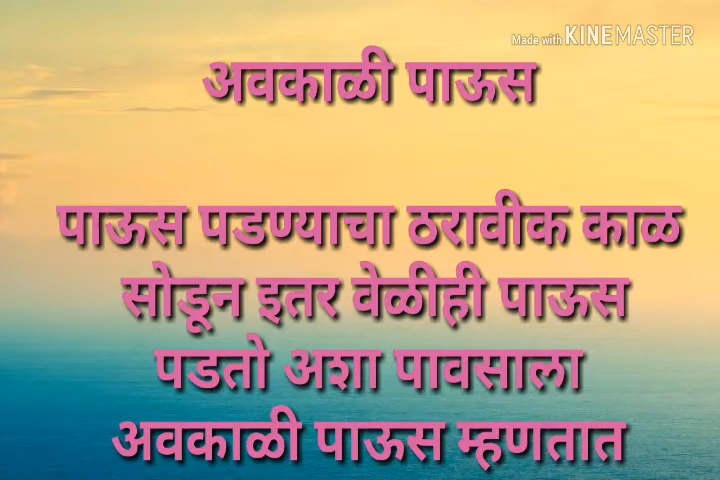 Made with KINEMASTER
अवकाळी पाऊस
पाऊस पडण्याचा ठरावीक काळ
सोडून इतर वेळीही पाऊस
पडतो अशा पावसाला
अवकाळी पाऊस म्हणतात